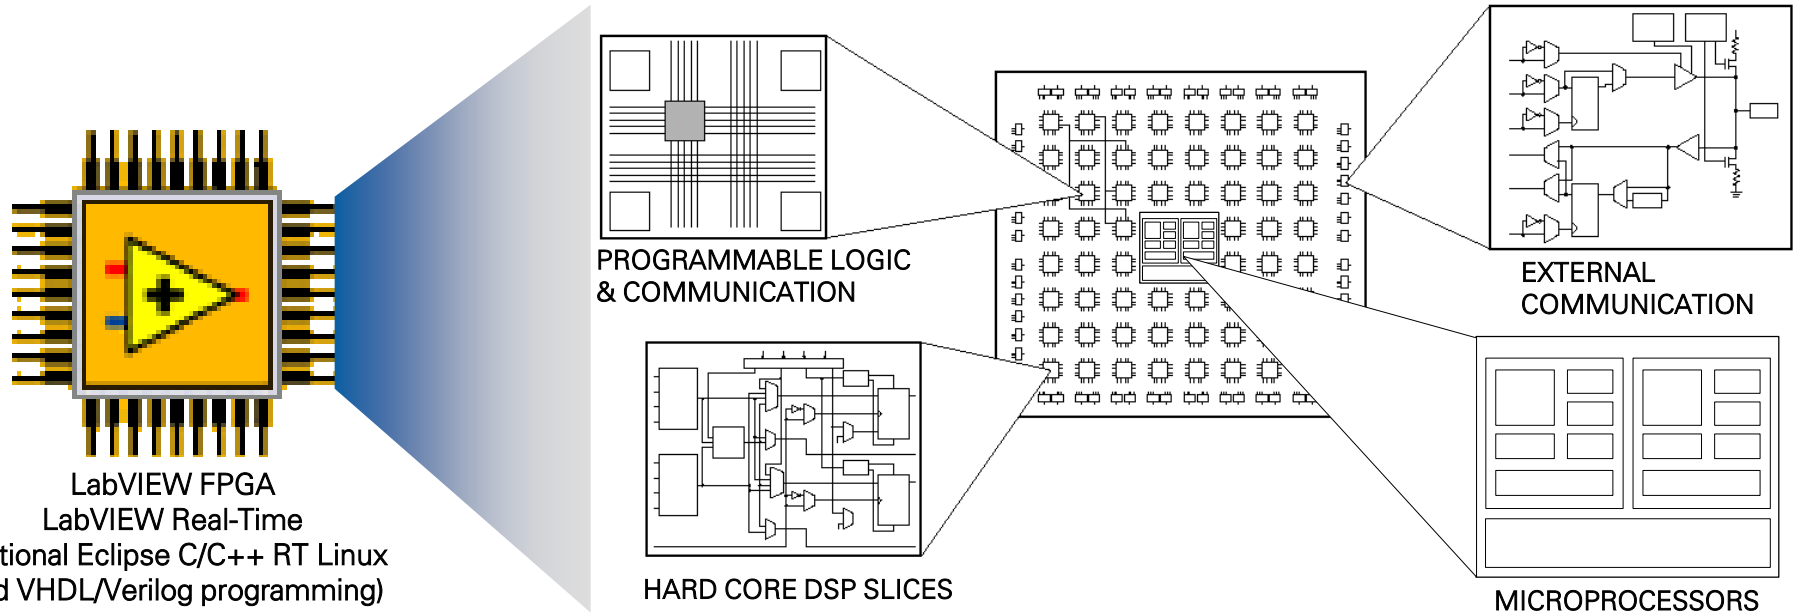 PROGRAMMABLE LOGIC
& COMMUNICATION
EXTERNAL
COMMUNICATION
LabVIEW FPGA
LabVIEW Real-Time
tional Eclipse C/C++ RT Linux
d VHDL/Verilog programming)
HARD CORE DSP SLICES
MICROPROCESSORS